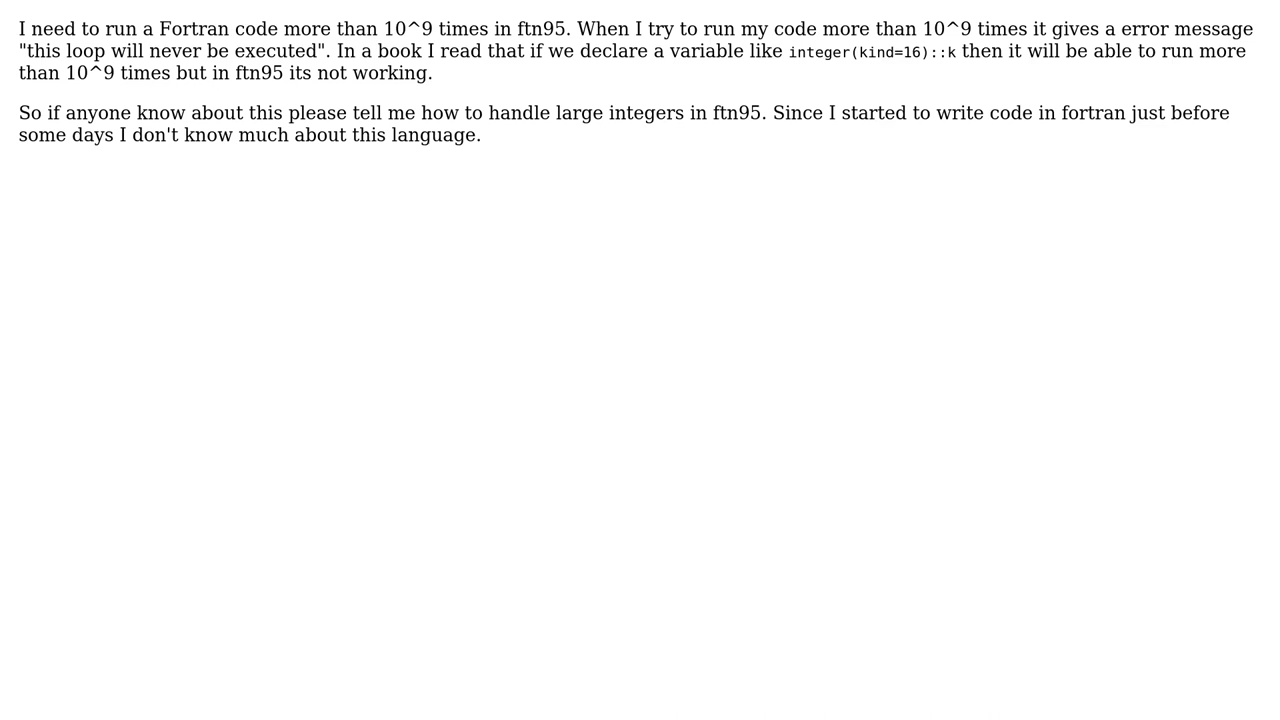 I need to run a Fortran code more than 10^9 times in ftn95. When I try to run my code more than 10^9 times it gives a error message
"this loop will never be executed". In a book I read that if we declare a variable like integer(kind=16)::k then it will be able to run more
than 10^9 times but in ftn95 its not working.
So if anyone know about this please tell me how to handle large integers in ftn95. Since I started to write code in fortran just before
some days I don't know much about this language.